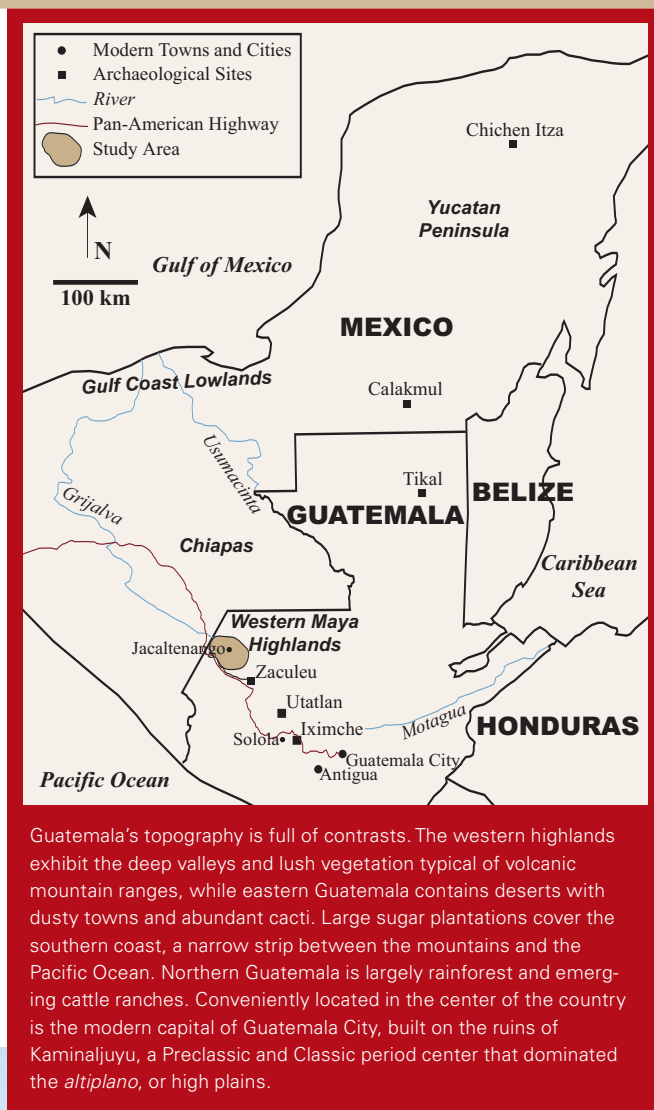 Modern Towns and Cities
Archaeological Sites
River
Pan-American Highway
Study Area
N
100 km
Gulf of Mexico
Chichen Itza
Yucatan
Peninsula
MEXICO
Gulf Coast Lowlands
Calakmul
Usumacinta
Tikal
BELIZE
GUATEMALA
Grijalva
Chiapas
Caribbean
Sea
Western Maya
Highlands
Jacaltenango
Zaculeu
Utatlan
Motagua
HONDURAS
Iximche
Solola
Guatemala City
Antigua
Pacific Ocean
Guatemala’s topography is full of contrasts. The western highlands
exhibit the deep valleys and lush vegetation typical of volcanic
mountain ranges, while eastern Guatemala contains deserts with
dusty towns and abundant cacti. Large sugar plantations cover the
southern coast, a narrow strip between the mountains and the
Pacific Ocean. Northern Guatemala is largely rainforest and emerg-
ing cattle ranches. Conveniently located in the center of the country
is the modern capital of Guatemala City, built on the ruins of
Kaminaljuyu, a Preclassic and Classic period center that dominated
the altiplano, or high plains.